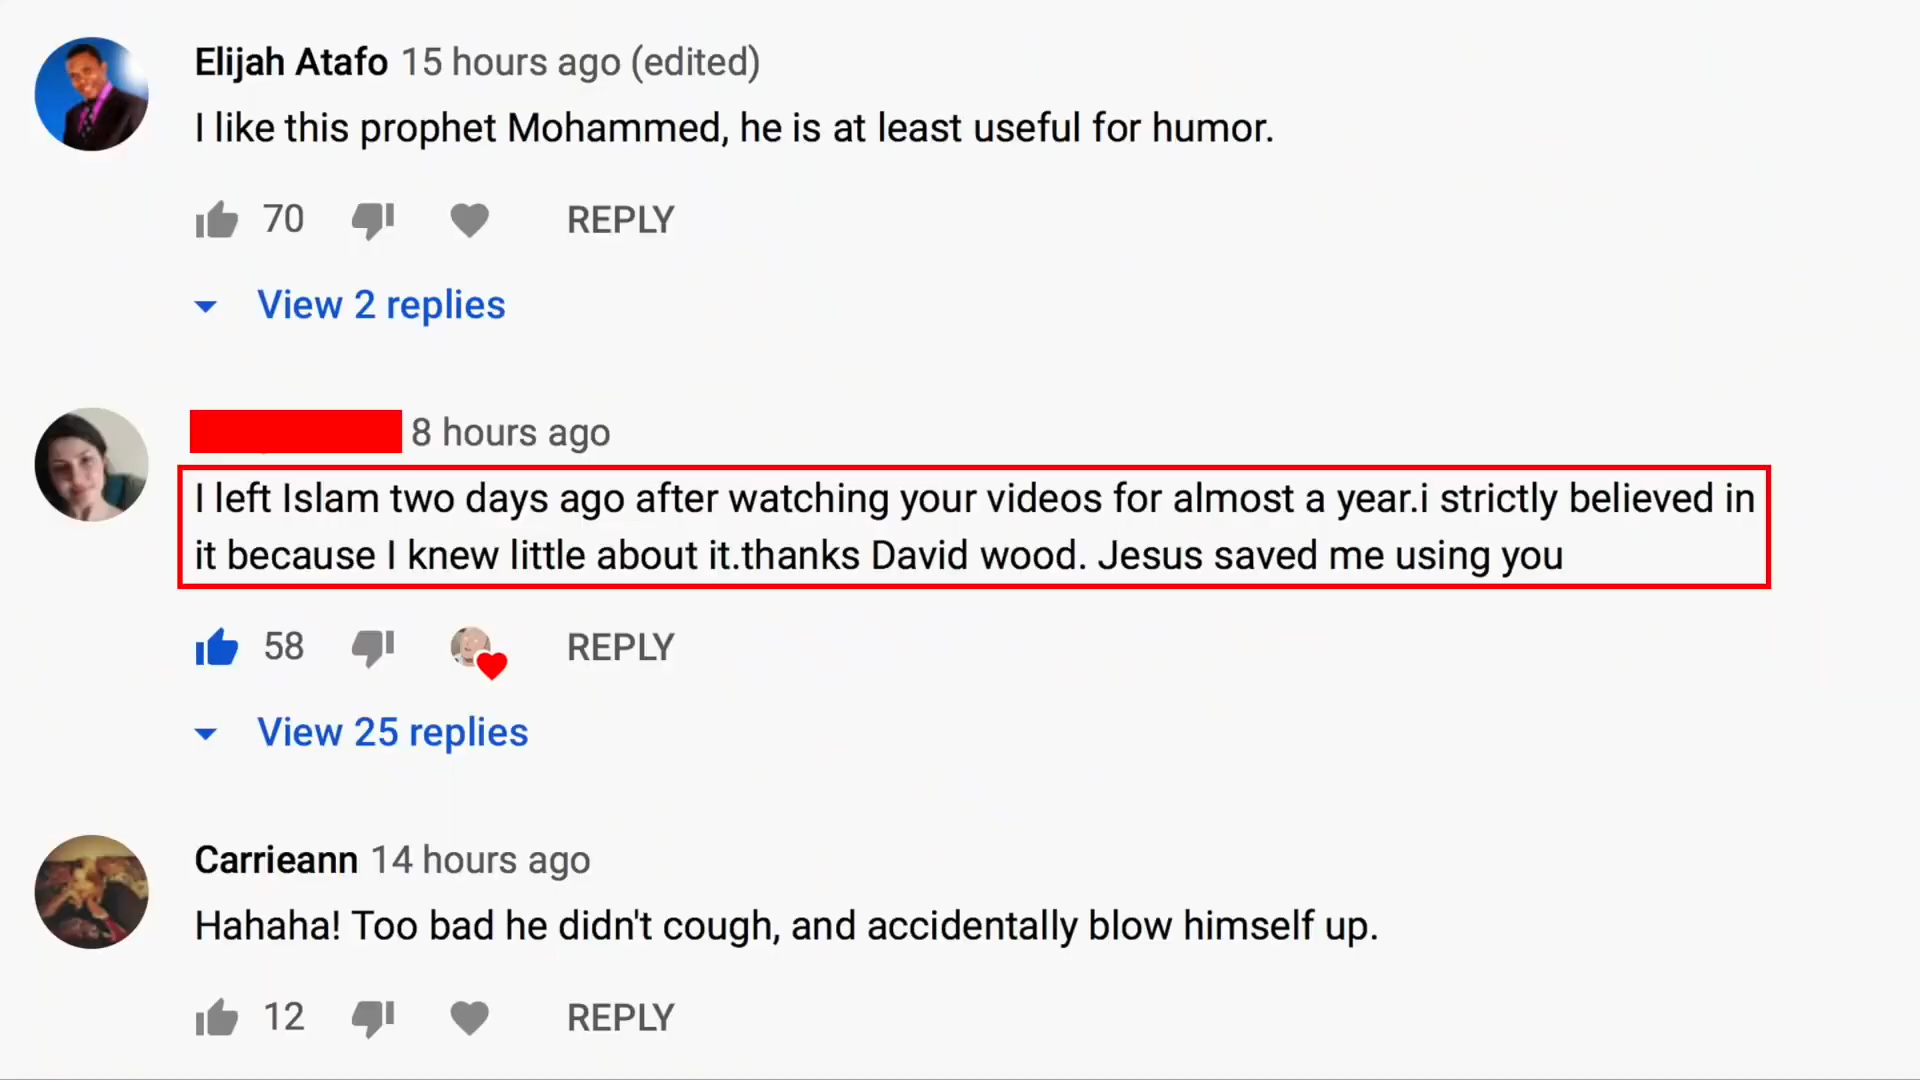 Elijah Atafo 15 hours ago (edited)
I like this prophet Mohammed, he is at least useful for humor.
70 REPLY
View 2 replies
8 hours ago
I left Islam two days ago after watching your videos for almost a year.i strictly believed in
it because I knew little about it.thanks David wood. Jesus saved me using you
58 REPLY
View 25 replies
Carrieann 14 hours ago
Hahaha! Too bad he didn't cough, and accidentally blow himself up.
12 REPLY